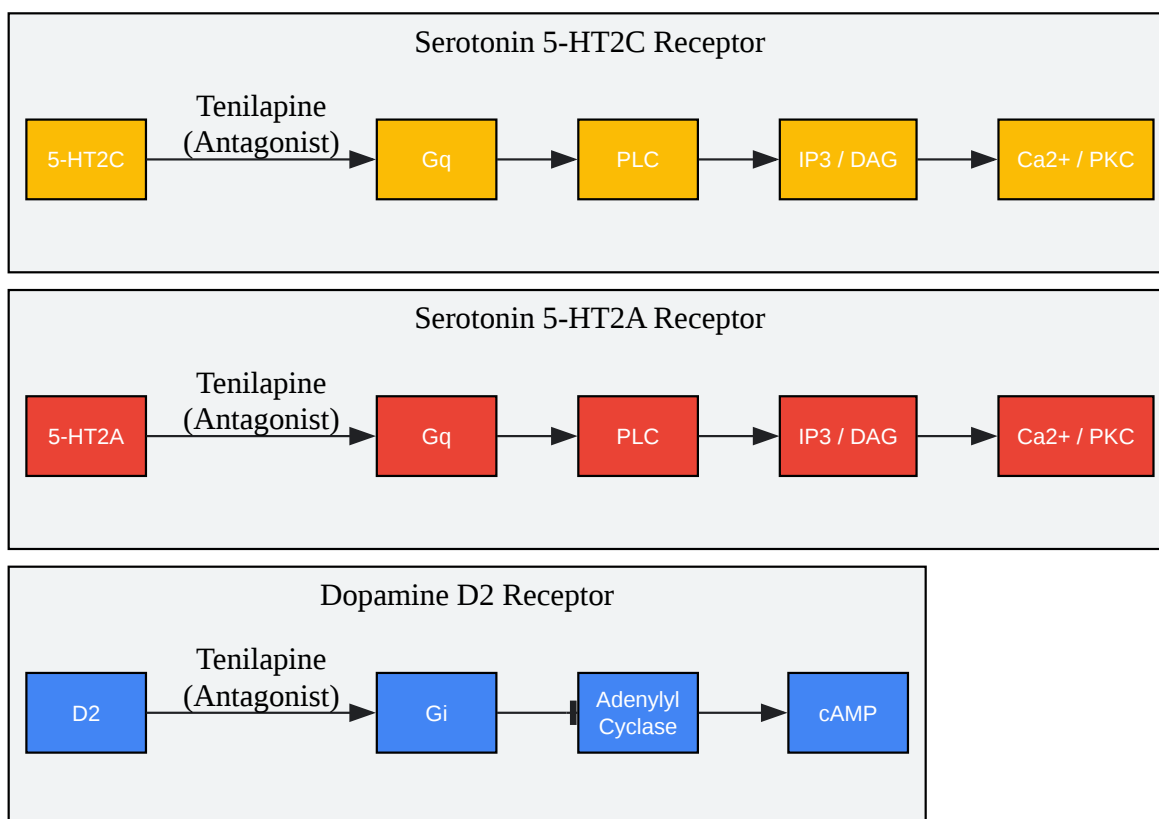 Serotonin 5-HT2C Receptor
Tenilapine
(Antagonist)
5-HT2C
Gq
PLC
IP3 / DAG
Ca2+ / PKC
Serotonin 5-HT2A Receptor
Tenilapine
(Antagonist)
5-HT2A
Gq
PLC
IP3 / DAG
Ca2+ / PKC
Dopamine D2 Receptor
Tenilapine
(Antagonist)
D2
Gi
Adenylyl
Cyclase
cAMP